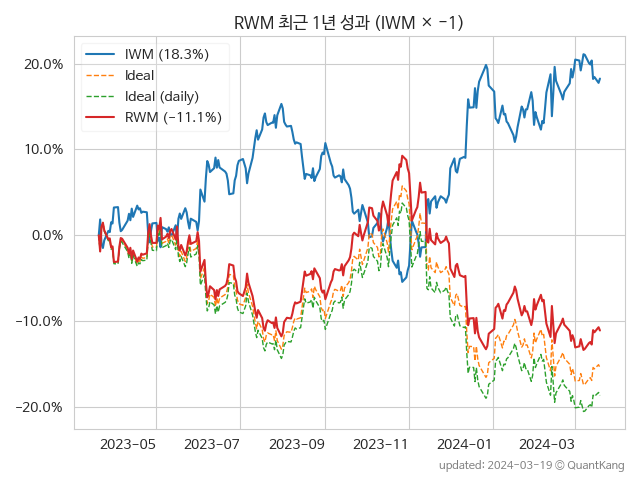 RWM 최근 1년 성과 (IWM × −1)
IWM (18.3%)
Ideal
Ideal (daily)
RWM (−11.1%)
20.0%
10.0%
0.0%
−10.0%
−20.0%
2023-05 2023-07 2023-09 2023-11 2024-01 2024-03
updated: 2024-03-19 © QuantKang